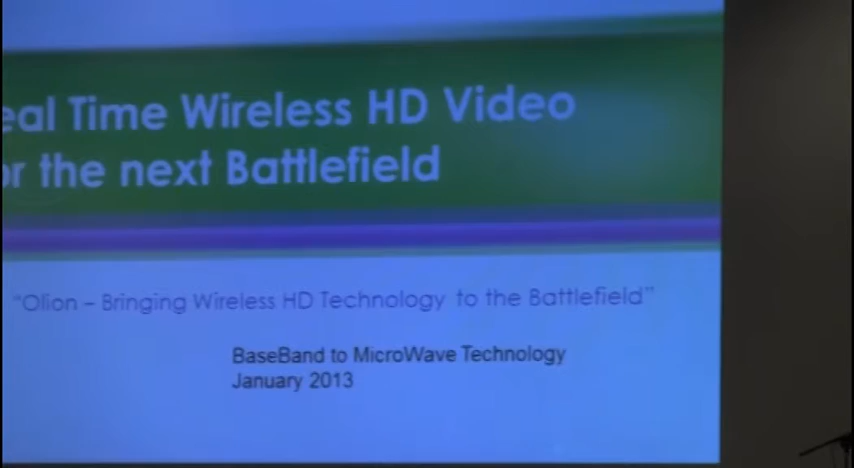 eal Time Wireless HD Video
or the next Battlefield
"Olion – Bringing Wireless HD Technology to the Battlefield"
BaseBand to MicroWave Technology
January 2013